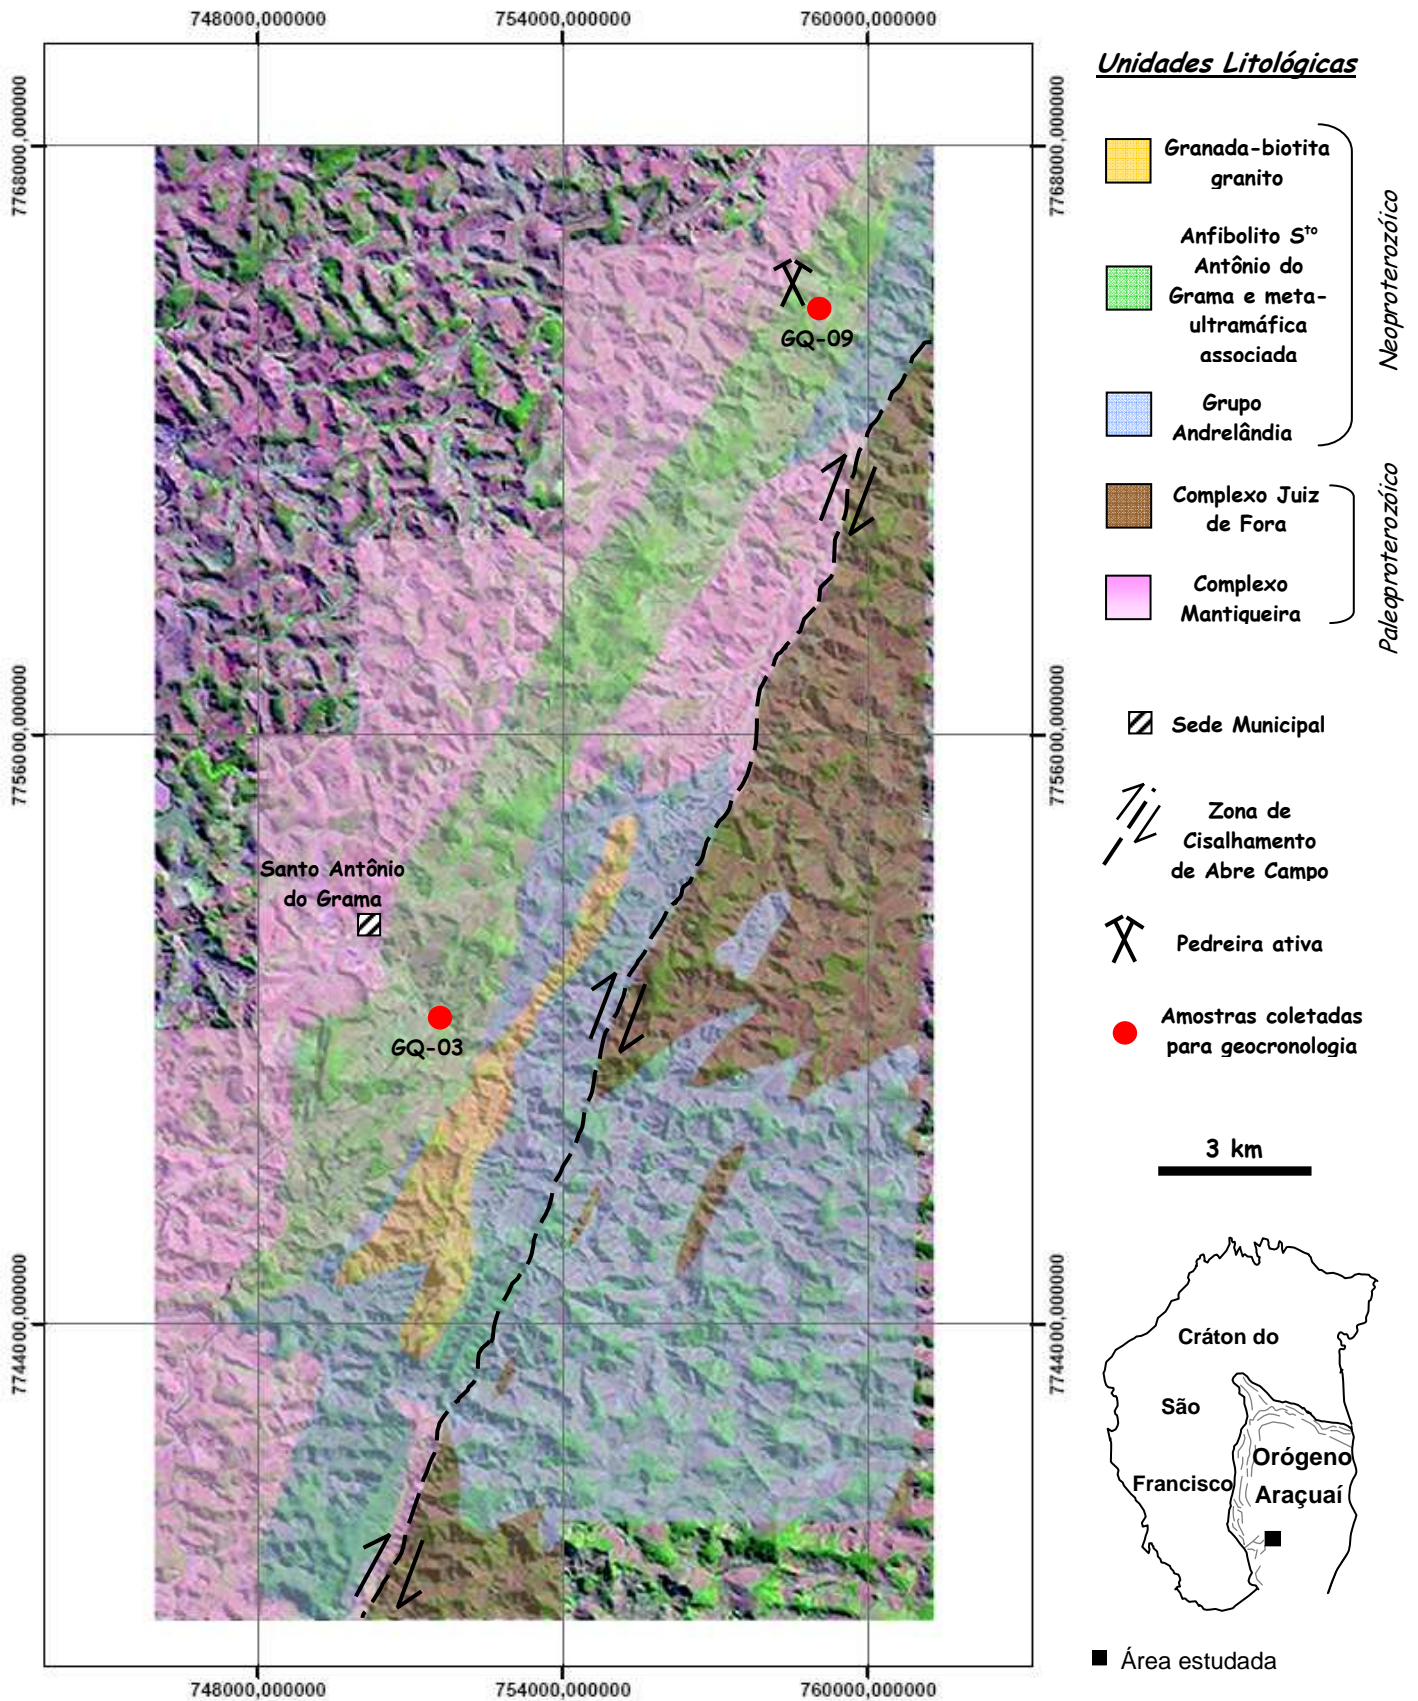 748000,000000
754000,000000
760000,000000
7768000,000000
7756000,000000
7744000,000000
7768000,000000
7756000,000000
7744000,000000
GQ-09
Santo Antônio
do Grama
GQ-03
748000,000000
754000,000000
760000,000000
Unidades Litológicas
Granada-biotita
granito
Anfibolito Sto
Antônio do
Grama e meta-
ultramáfica
associada
Grupo
Andrelândia
Neoproterozóico
Complexo Juiz
de Fora
Complexo
Mantiqueira
Paleoproterozóico
Sede Municipal
Zona de
Cisalhamento
de Abre Campo
Pedreira ativa
Amostras coletadas
para geocronologia
3 km
Cráton do
São
Francisco
Orógeno
Araçuaí
Área estudada